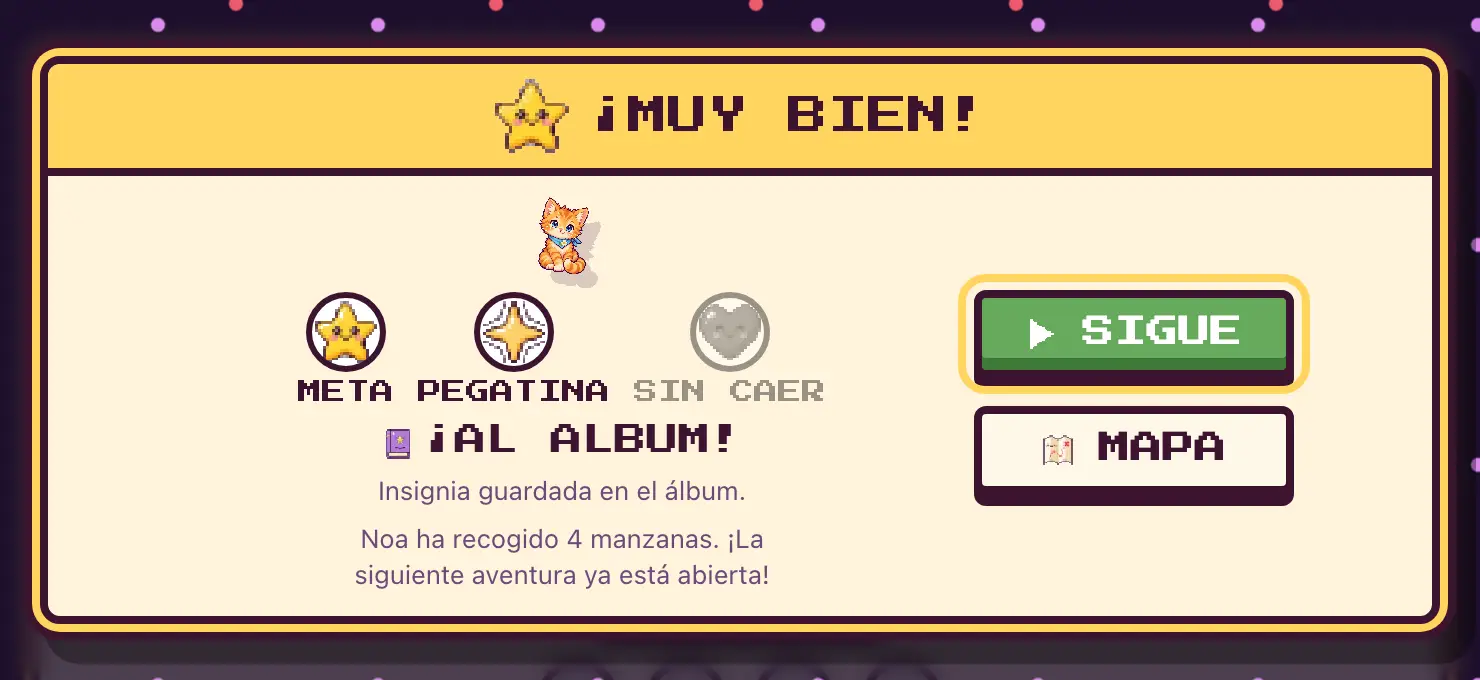 ¡MUY BIEN!
META PEGATINA SIN CAER
¡AL ALBUM!
Insignia guardada en el álbum.
Noa ha recogido 4 manzanas. ¡La
siguiente aventura ya está abierta!
SIGUE
MAPA